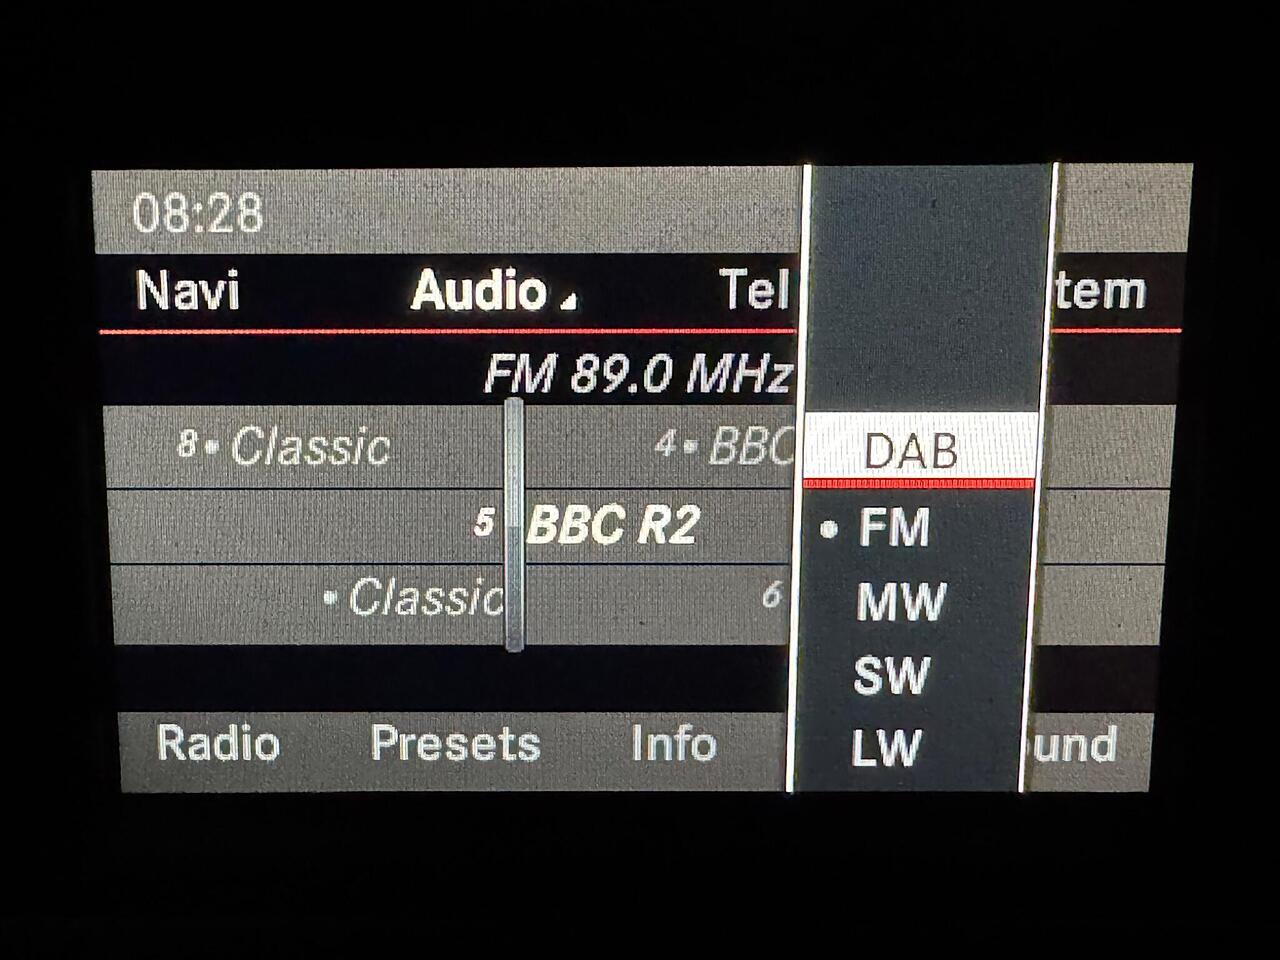 08:28
Navi Audio Tel tem
FM 89.0 MHz
8 • Classic 4 • BBC
5 BBC R2
• Classic 6
Radio Presets Info und
DAB
• FM
MW
SW
LW